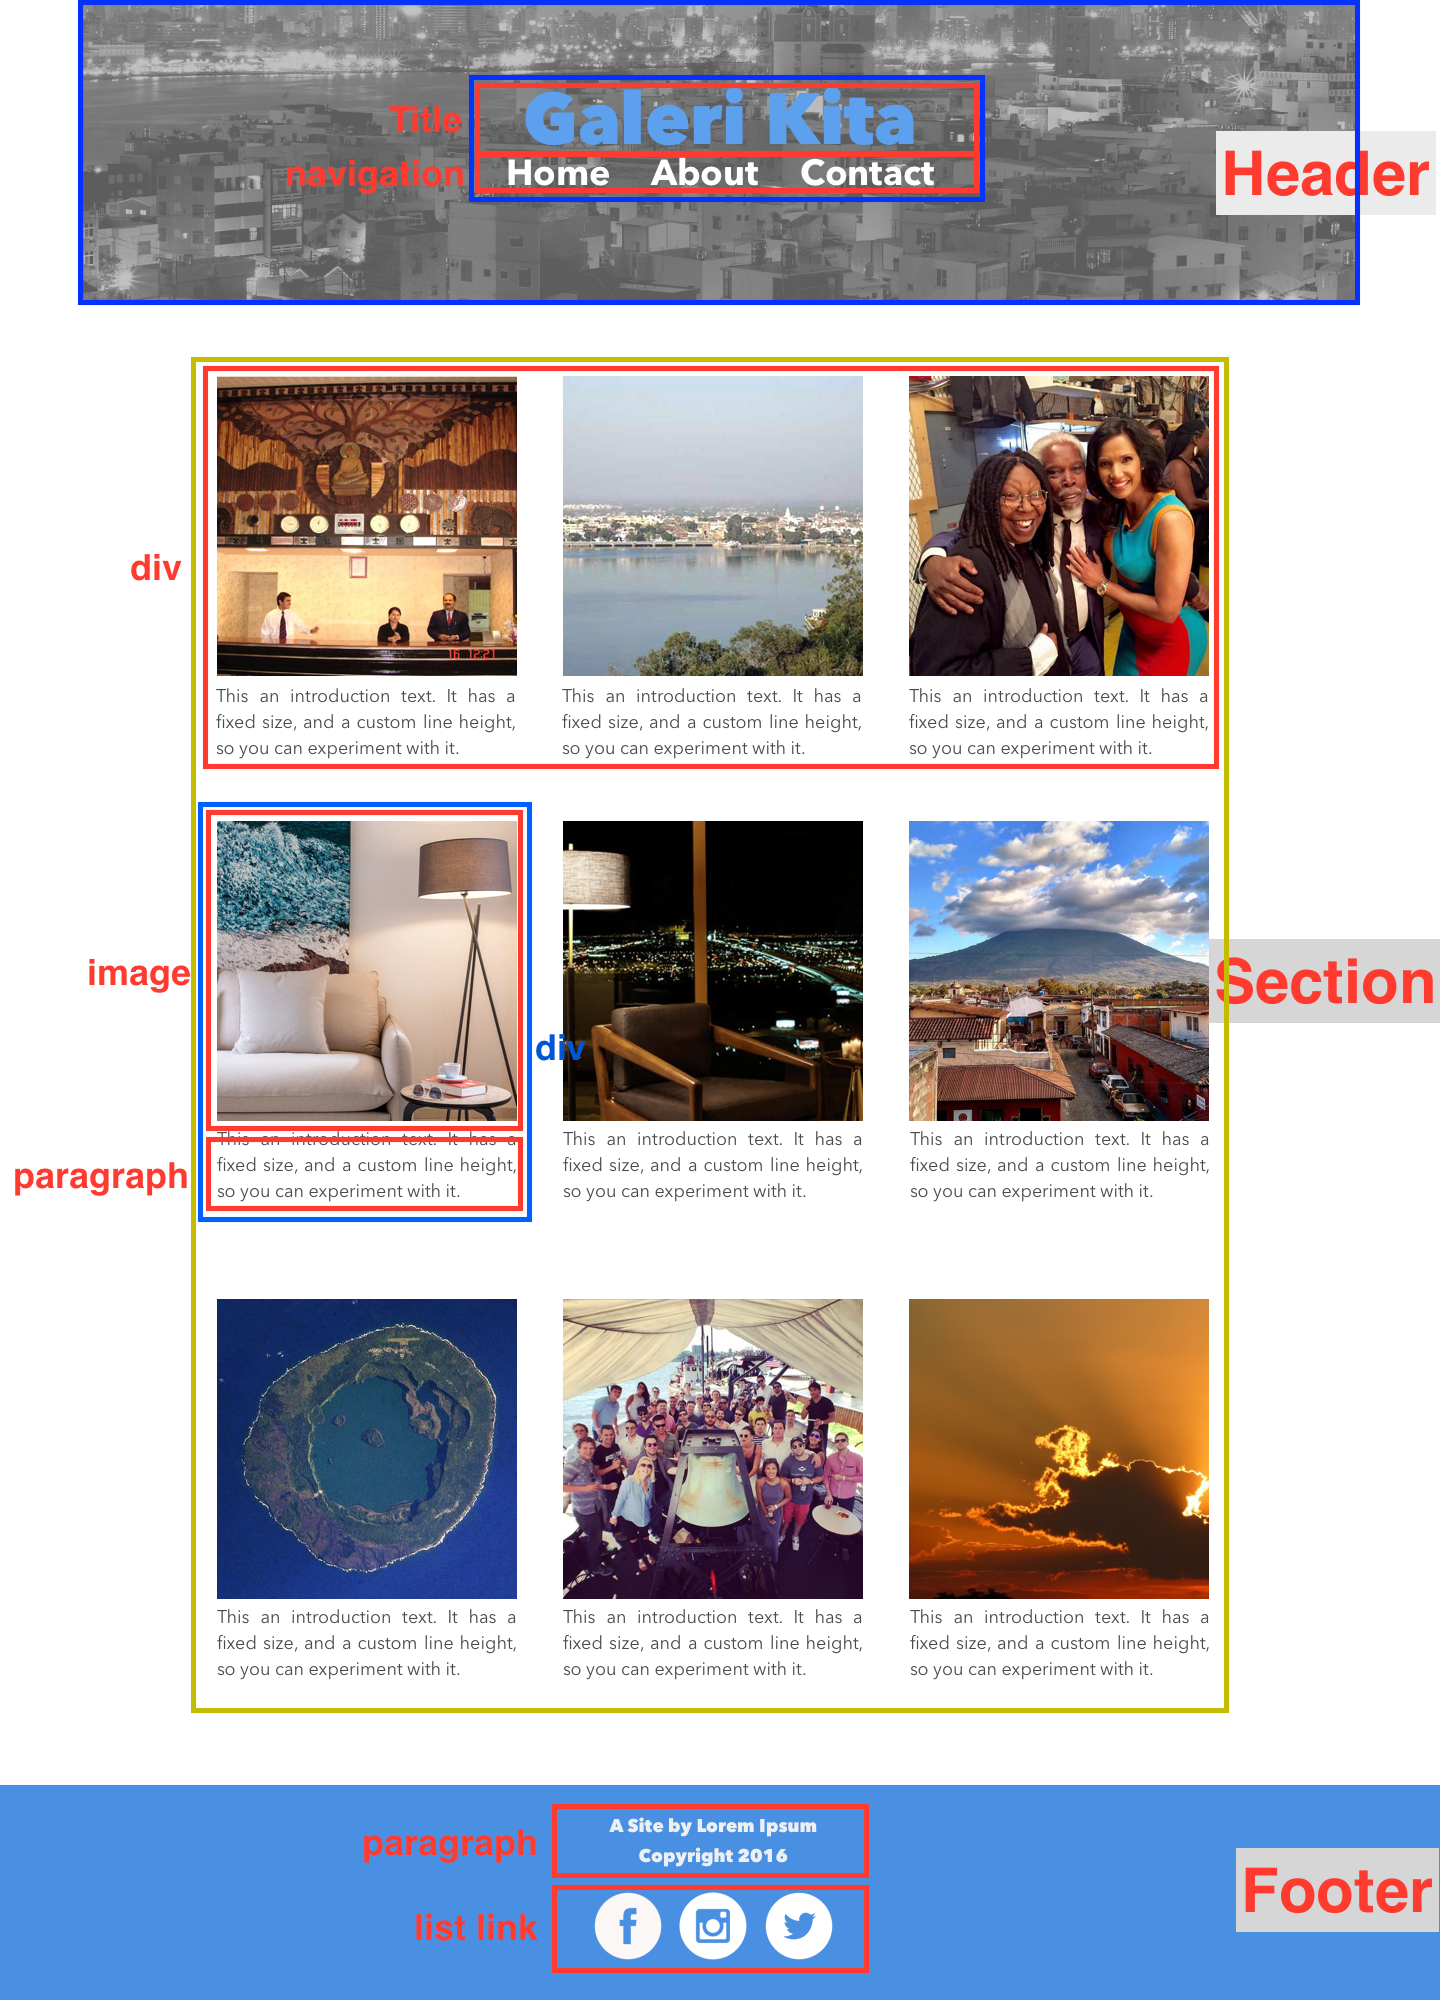 Title
Galeri Kita
navigation
Home About Contact
Header
div
16 12:21
This an introduction text. It has a
fixed size, and a custom line height,
so you can experiment with it.
This an introduction text. It has a
fixed size, and a custom line height,
so you can experiment with it.
This an introduction text. It has a
fixed size, and a custom line height,
so you can experiment with it.
image
div
Section
paragraph
This an introduction text. It has a
fixed size, and a custom line height,
so you can experiment with it.
This an introduction text. It has a
fixed size, and a custom line height,
so you can experiment with it.
This an introduction text. It has a
fixed size, and a custom line height,
so you can experiment with it.
This an introduction text. It has a
fixed size, and a custom line height,
so you can experiment with it.
This an introduction text. It has a
fixed size, and a custom line height,
so you can experiment with it.
This an introduction text. It has a
fixed size, and a custom line height,
so you can experiment with it.
paragraph
A Site by Lorem Ipsum
Copyright 2016
list link
Footer